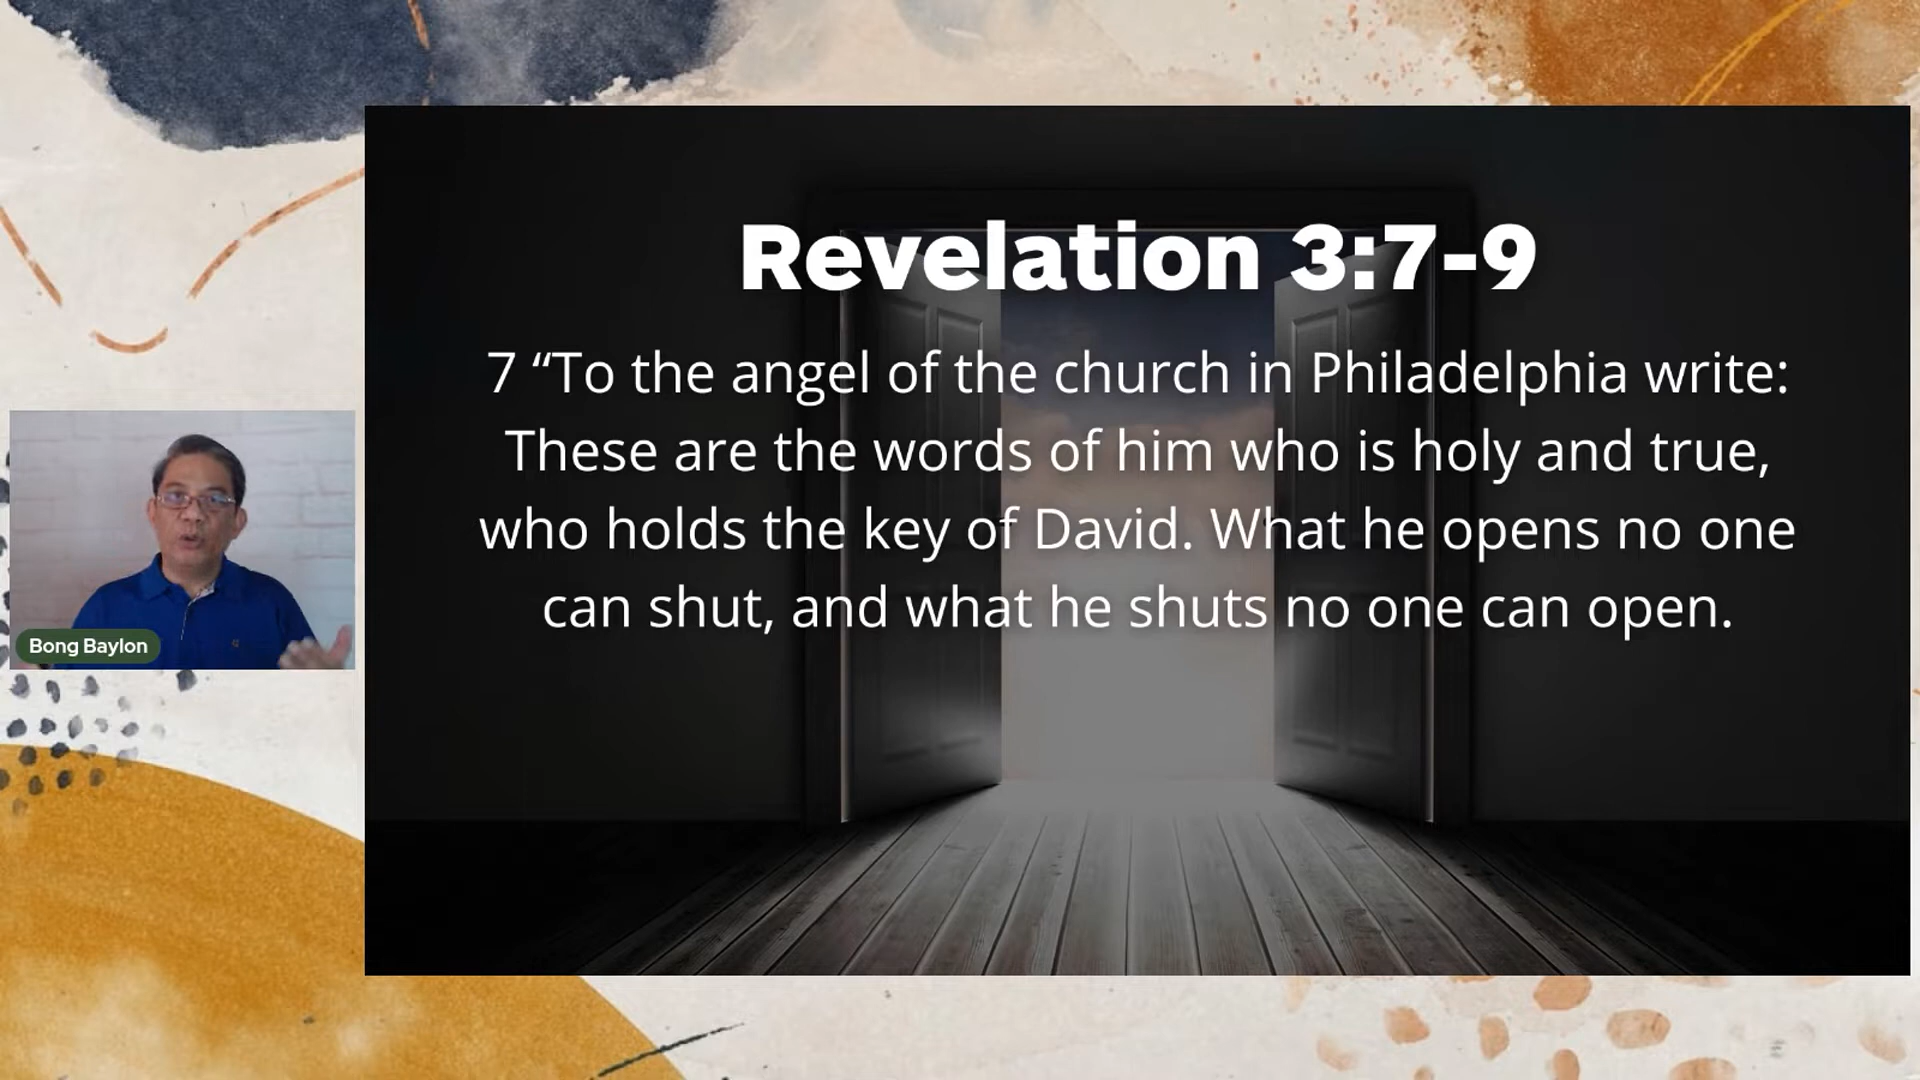 Revelation 3:7-9
7 “To the angel of the church in Philadelphia write:
These are the words of him who is holy and true,
who holds the key of David. What he opens no one
can shut, and what he shuts no one can open.
Bong Baylon